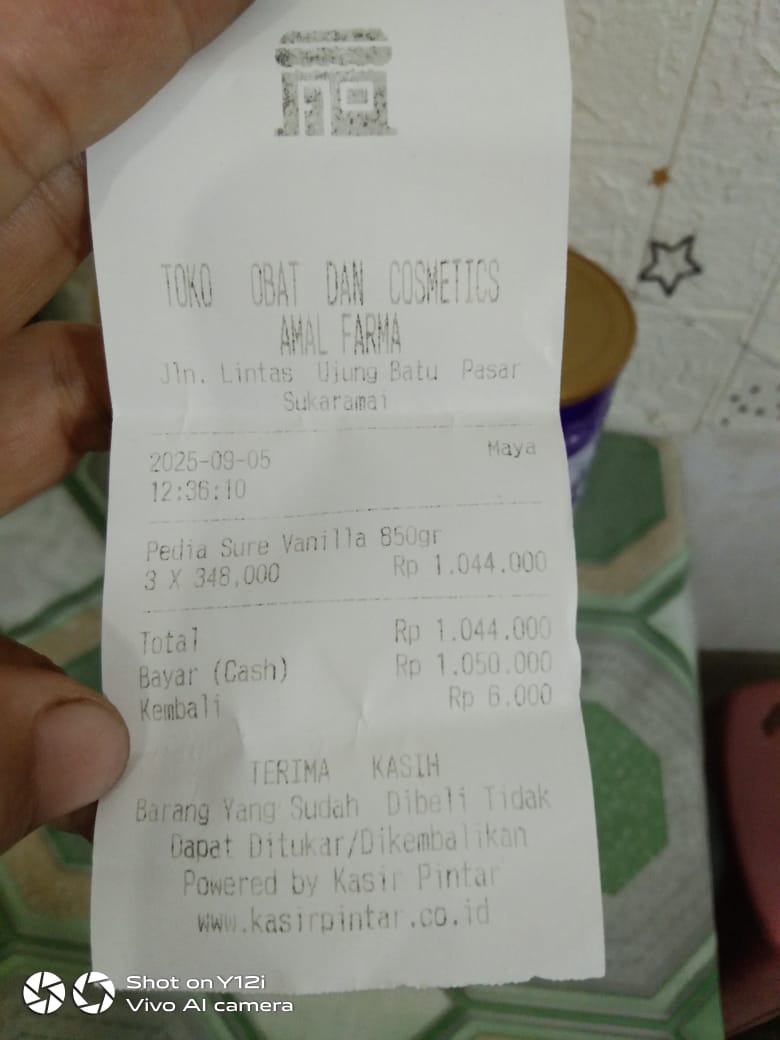 TOKO OBAT DAN COSMETICS
AMAL FARMA
Jln. Lintas Ujung Batu Pasar
Sukaramai
2025-09-05 Maya
12:36:10
Pedia Sure Vanilla 850gr
3 X 348,000 Rp 1.044.000
Total Rp 1.044.000
Bayar (Cash) Rp 1.050.000
Kembali Rp 6.000
TERIMA KASIH
Barang Yang Sudah Dibeli Tidak
Dapat Ditukar/Dikembalikan
Powered by Kasir Pintar
www.kasirpintar.co.id
Shot on Y12i
Vivo AI camera